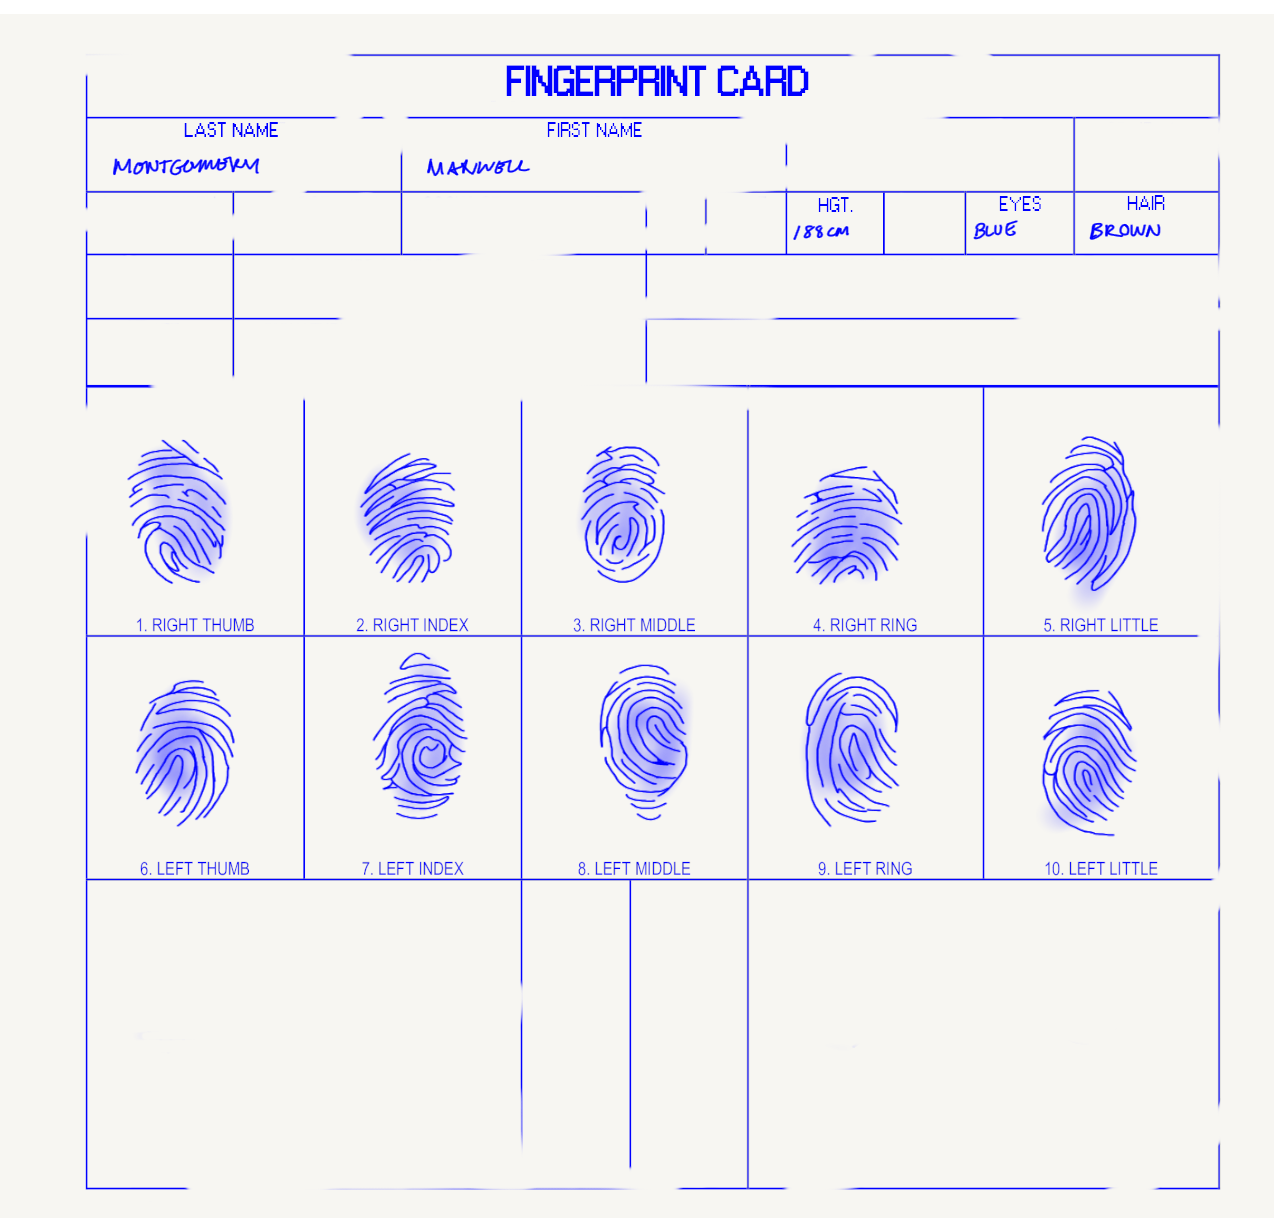 FINGERPRINT CARD
LAST NAME FIRST NAME
MONTGOMERY MAXWELL
HGT. EYES HAIR
188CM BLUE BROWN
1. RIGHT THUMB 2. RIGHT INDEX 3. RIGHT MIDDLE 4. RIGHT RING 5. RIGHT LITTLE
6. LEFT THUMB 7. LEFT INDEX 8. LEFT MIDDLE 9. LEFT RING 10. LEFT LITTLE